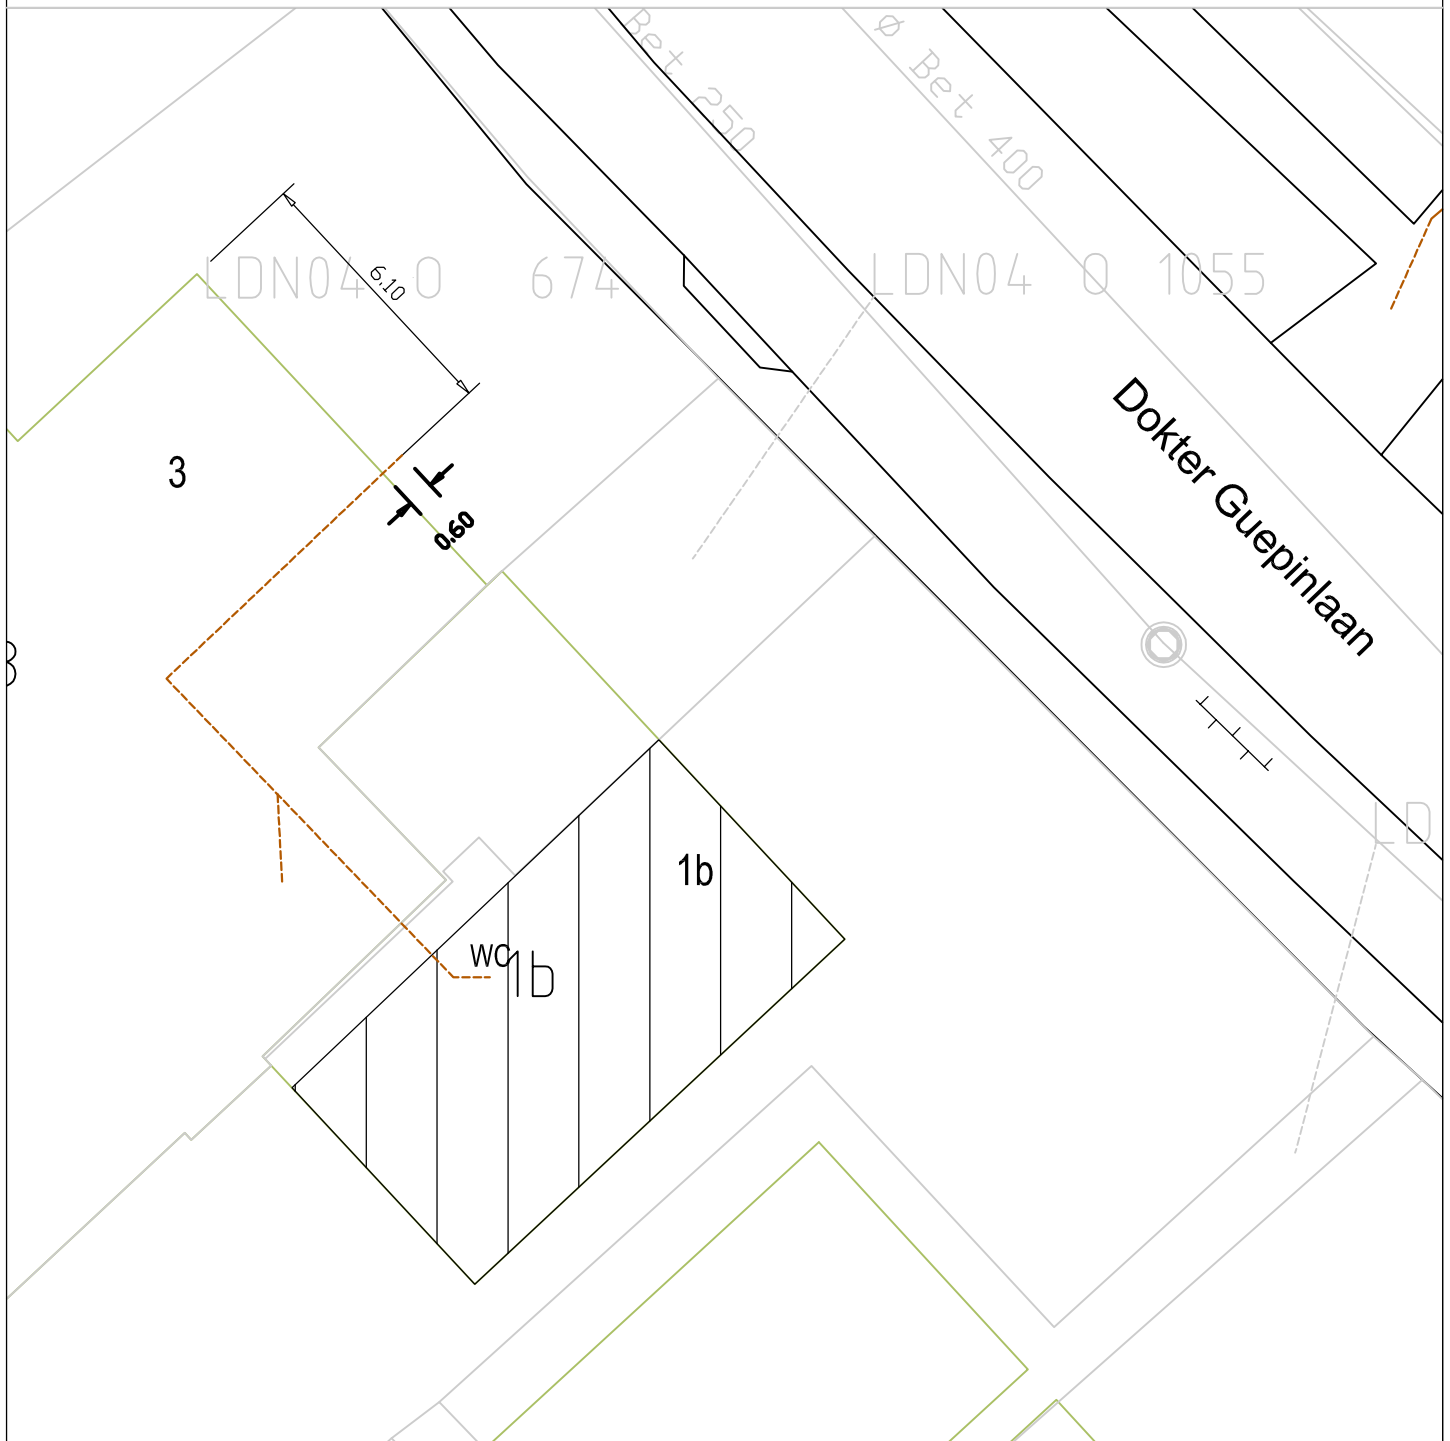 Bet 250
ø Bet 400
LDN04 O 674
LDN04 O 1055
6.10
Dokter Guepinlaan
3
0.60
8
LD
1b
wc
1b